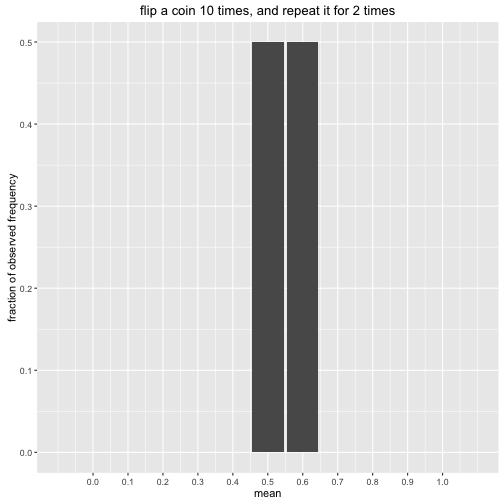 flip a coin 10 times, and repeat it for 2 times
fraction of observed frequency
0.5
0.4
0.3
0.2
0.1
0.0
0.0 0.1 0.2 0.3 0.4 0.5 0.6 0.7 0.8 0.9 1.0
mean